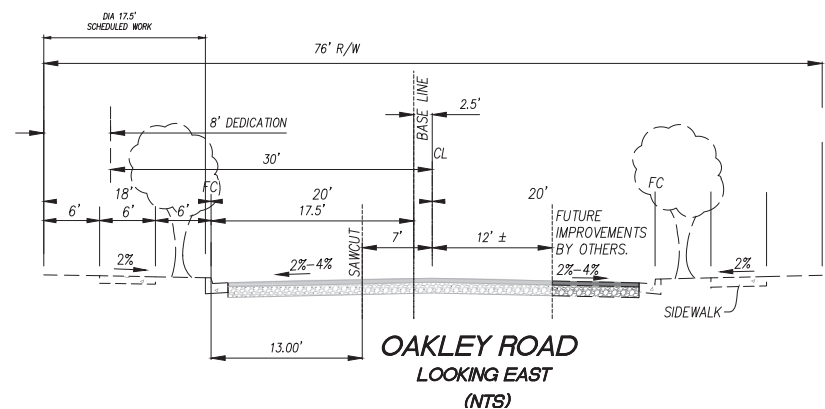 DIA 17.5'
SCHEDULED WORK
76' R/W
8' DEDICATION
BASE LINE
2.5'
30'
CL
FC
FC
18'
20'
20'
6'
6'
6'
17.5'
SAWCUT
7'
12' ±
FUTURE
IMPROVEMENTS
BY OTHERS.
2%
2%-4%
2%-4%
2%
SIDEWALK
13.00'
OAKLEY ROAD
LOOKING EAST
(NTS)